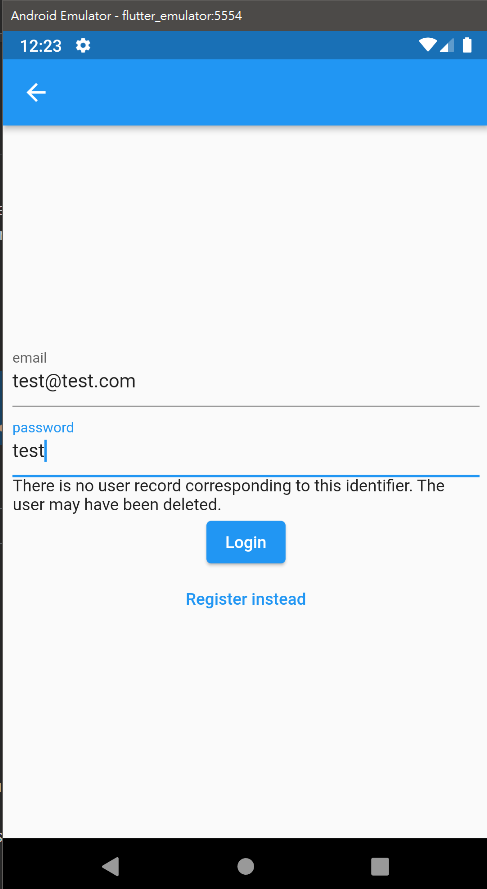 Android Emulator - flutter_emulator:5554
12:23
email
test@test.com
password
test
There is no user record corresponding to this identifier. The
user may have been deleted.
Login
Register instead